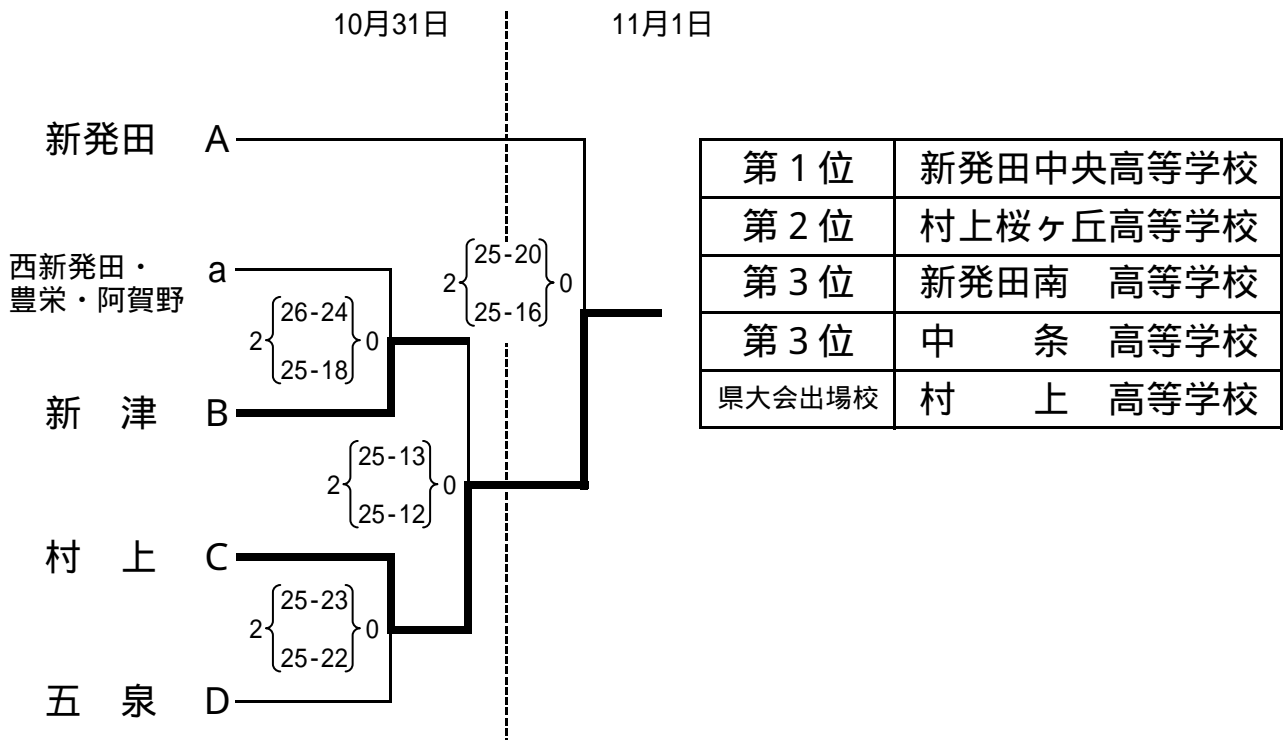 10月31日
11月1日
新発田 A
西新発田・
豊栄・阿賀野
a
新 津 B
村 上 C
五 泉 D
2 26-24 0
25-18
2 25-20 0
25-16
2 25-13 0
25-12
2 25-23 0
25-22
第1位 新発田中央高等学校
第2位 村上桜ヶ丘高等学校
第3位 新発田南 高等学校
第3位 中 条 高等学校
県大会出場校 村 上 高等学校